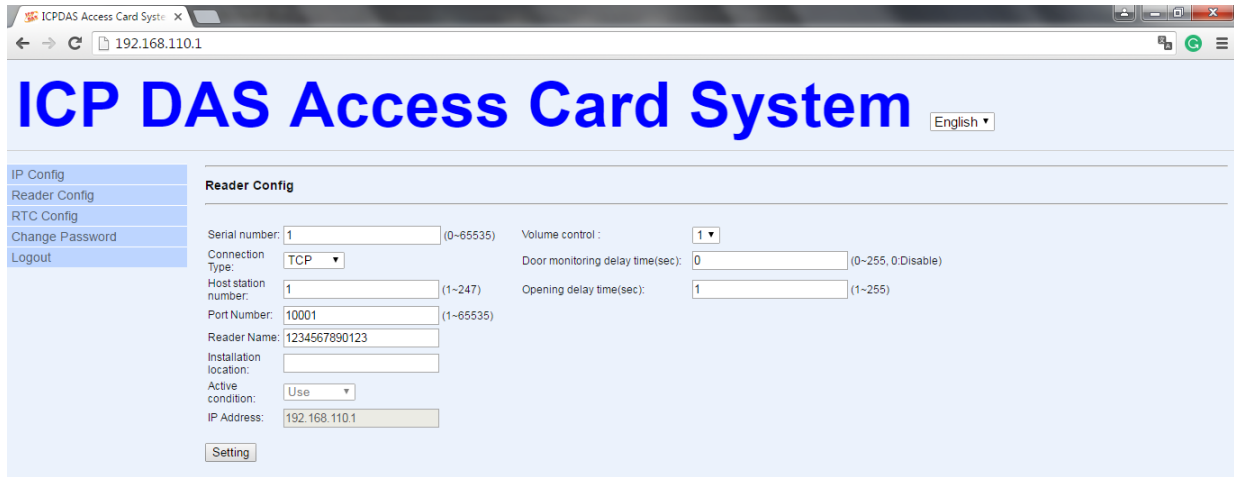 ICPDAS Access Card Syste
192.168.110.1
ICP DAS Access Card System
English
IP Config
Reader Config
RTC Config
Change Password
Logout
Reader Config
Serial number: 1 (0~65535) Volume control : 1
Connection Type: TCP Door monitoring delay time(sec): 0 (0~255, 0:Disable)
Host station number: 1 (1~247) Opening delay time(sec): 1 (1~255)
Port Number: 10001 (1~65535)
Reader Name: 1234567890123
Installation location:
Active condition: Use
IP Address: 192.168.110.1
Setting